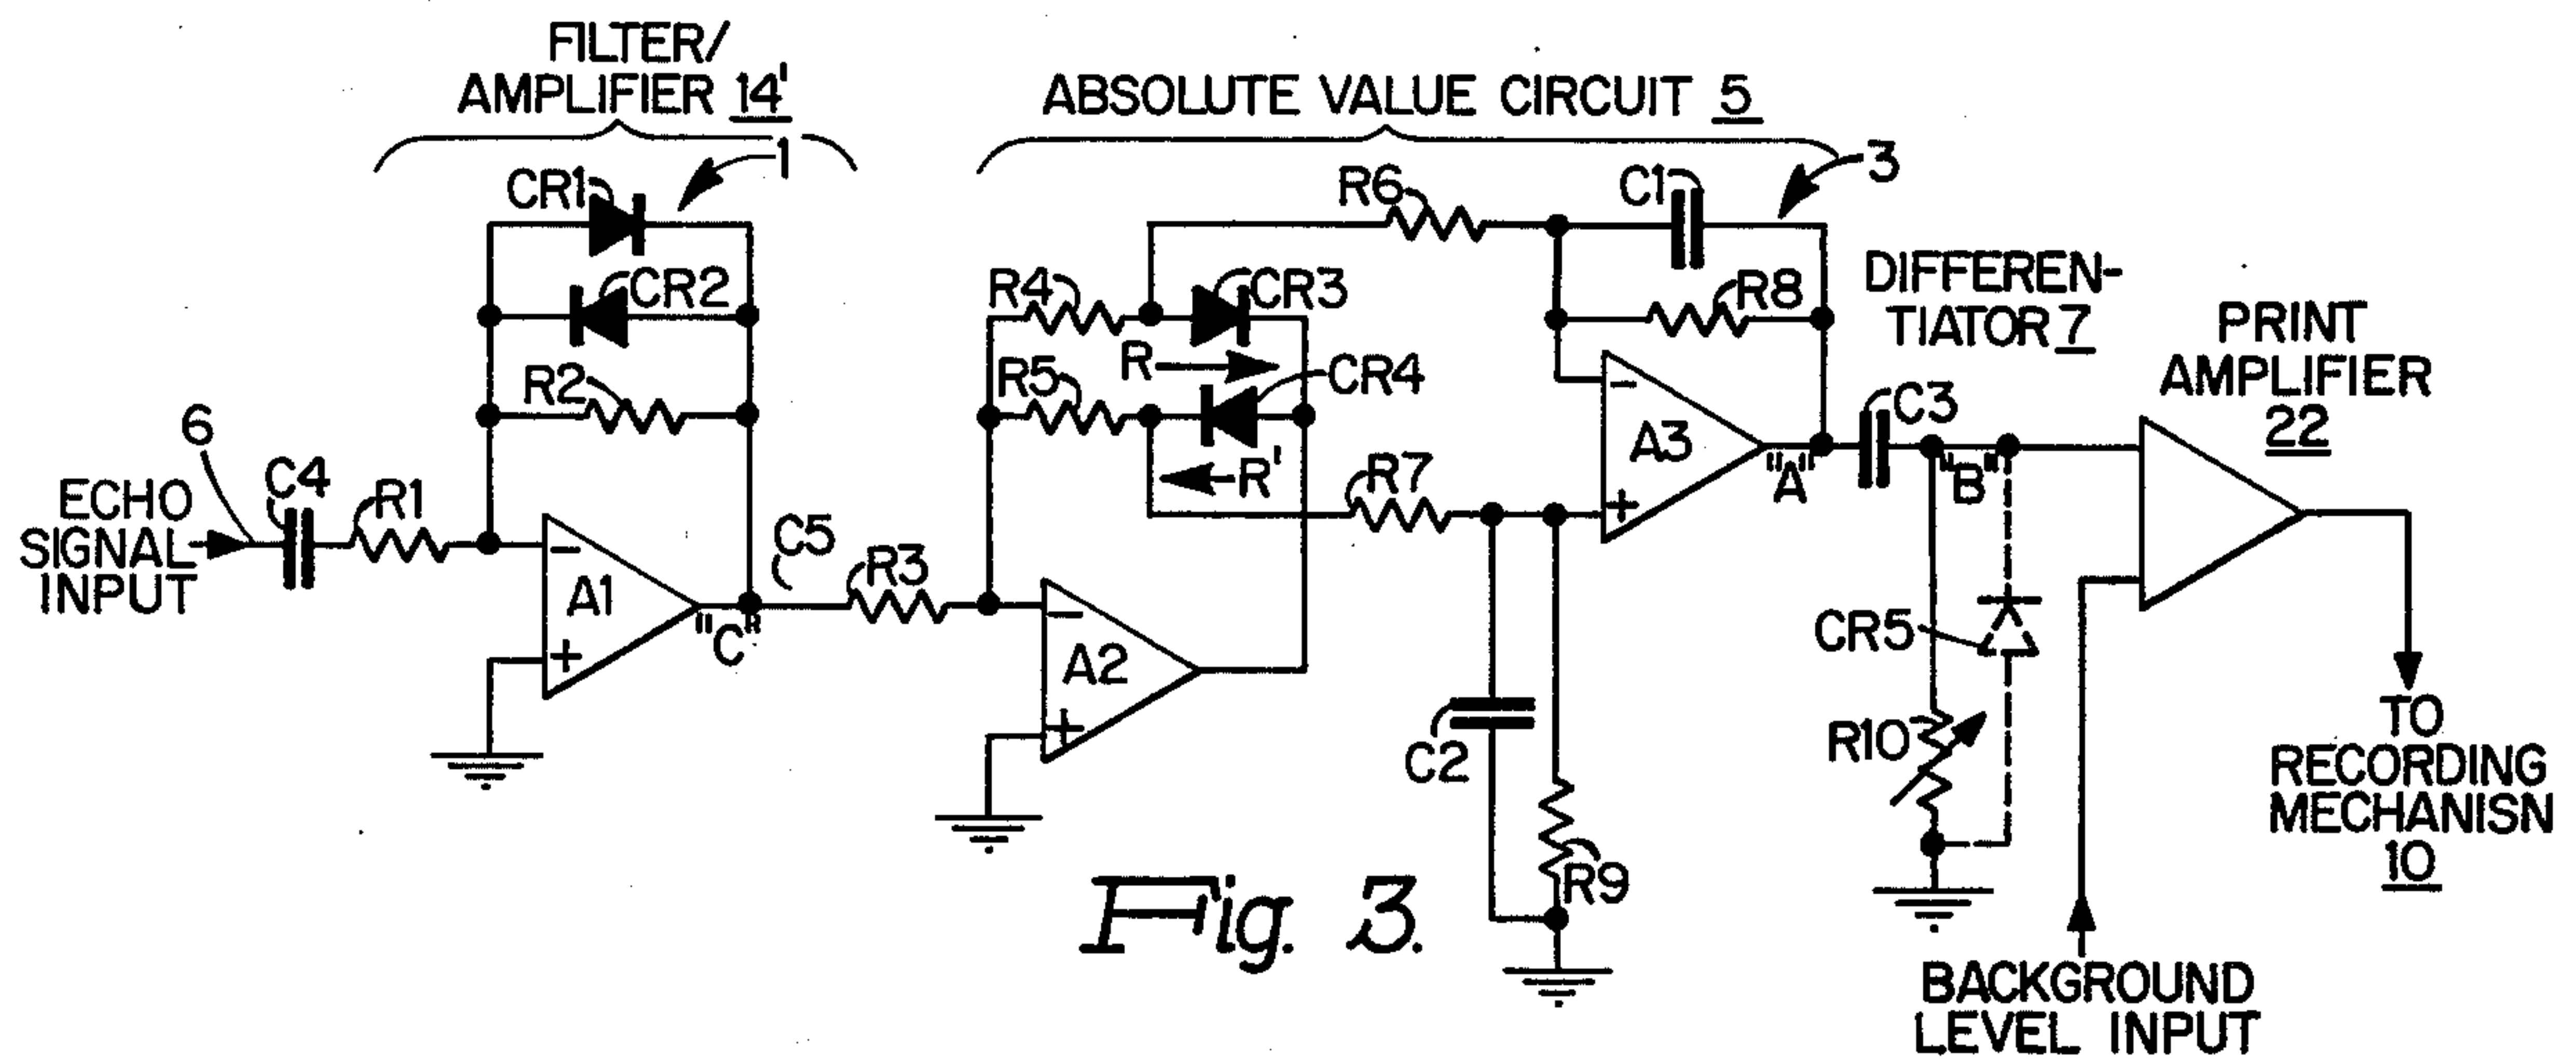 FILTER/
AMPLIFIER 14'
1
ABSOLUTE VALUE CIRCUIT 5
3
CR1
CR2
R2
6
ECHO
SIGNAL
INPUT
C4
R1
A1
"C"
C5
R3
R4
R5
R6
CR3
R
CR4
R'
C1
R8
R7
A2
A3
"A"
C2
R9
DIFFEREN-
TIATOR 7
C3
"B"
CR5
R10
PRINT
AMPLIFIER
22
TO
RECORDING
MECHANISN
10
BACKGROUND
LEVEL INPUT
Fig. 3.